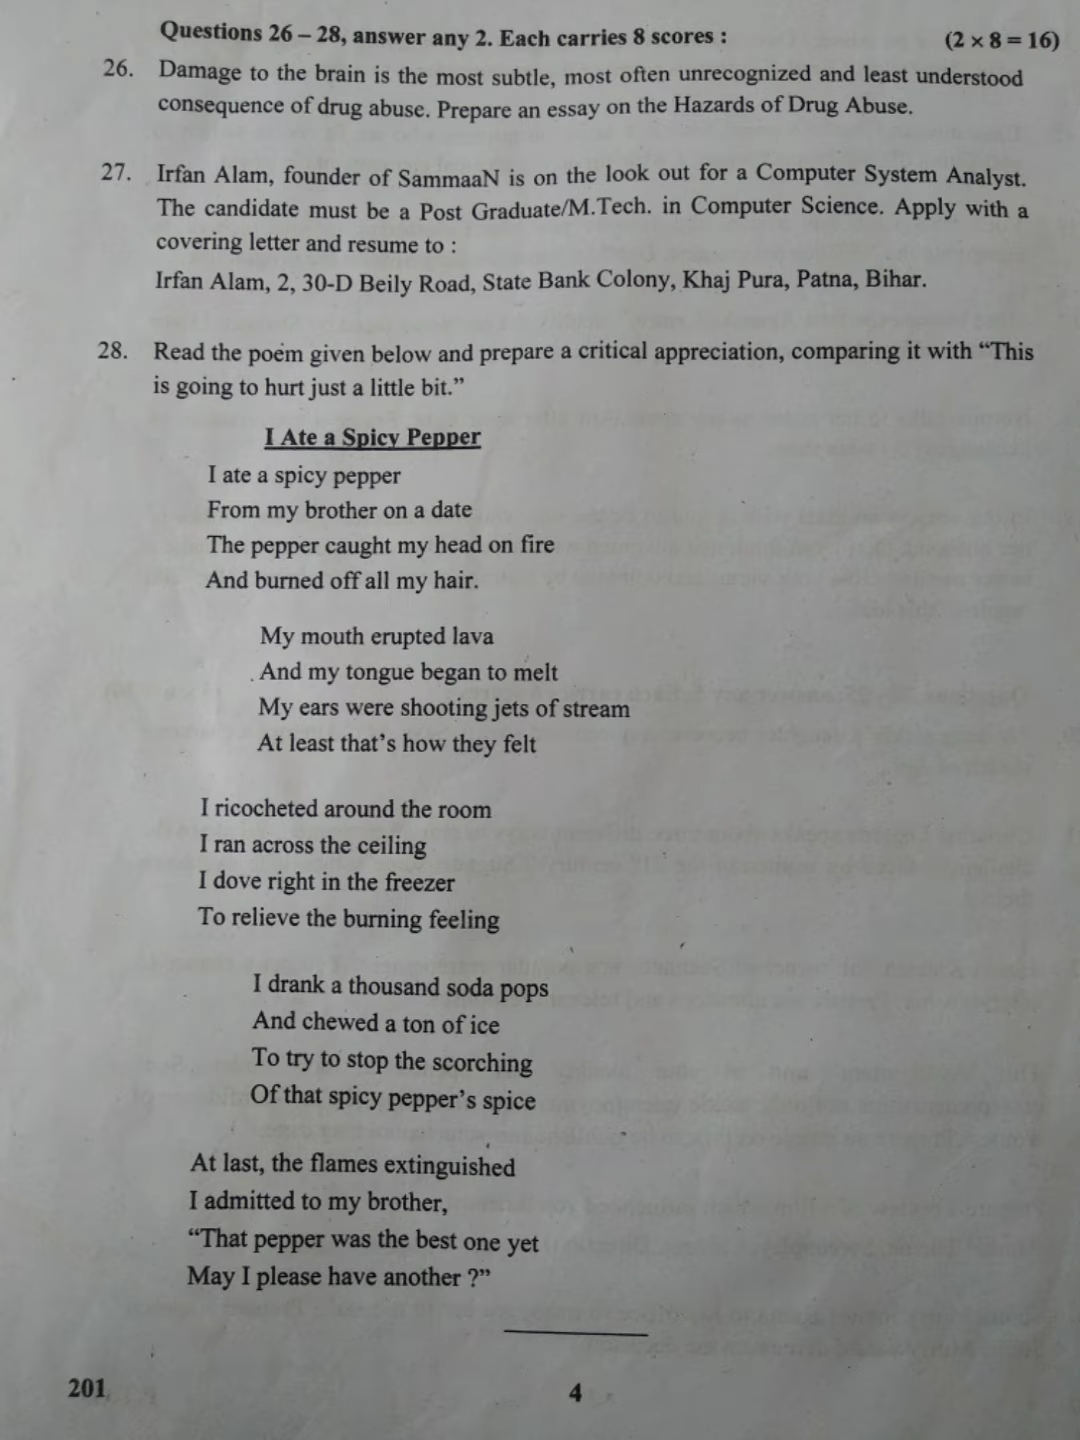 Questions 26 – 28, answer any 2. Each carries 8 scores : (2 × 8 = 16)
26. Damage to the brain is the most subtle, most often unrecognized and least understood
consequence of drug abuse. Prepare an essay on the Hazards of Drug Abuse.
27. Irfan Alam, founder of SammaaN is on the look out for a Computer System Analyst.
The candidate must be a Post Graduate/M.Tech. in Computer Science. Apply with a
covering letter and resume to :
Irfan Alam, 2, 30-D Beily Road, State Bank Colony, Khaj Pura, Patna, Bihar.
28. Read the poem given below and prepare a critical appreciation, comparing it with “This
is going to hurt just a little bit.”
I Ate a Spicy Pepper
I ate a spicy pepper
From my brother on a date
The pepper caught my head on fire
And burned off all my hair.
My mouth erupted lava
And my tongue began to melt
My ears were shooting jets of stream
At least that’s how they felt
I ricocheted around the room
I ran across the ceiling
I dove right in the freezer
To relieve the burning feeling
I drank a thousand soda pops
And chewed a ton of ice
To try to stop the scorching
Of that spicy pepper’s spice
At last, the flames extinguished
I admitted to my brother,
“That pepper was the best one yet
May I please have another ?”
201 4